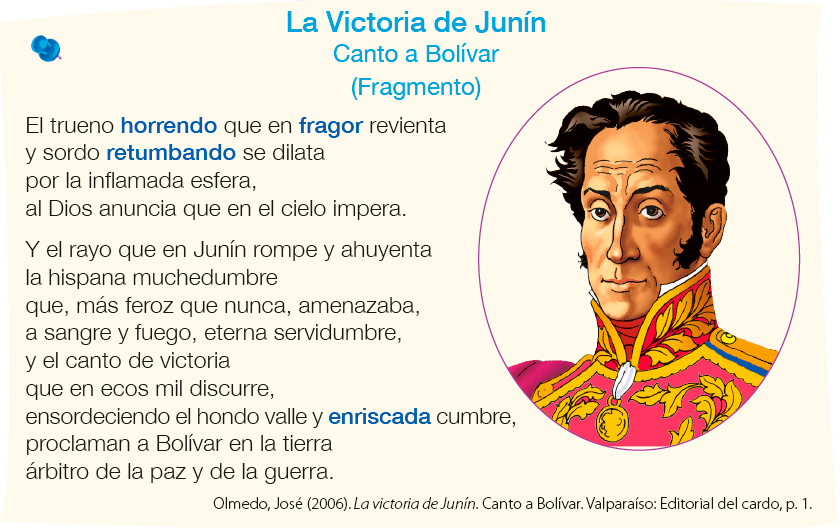 La Victoria de Junín
Canto a Bolívar
(Fragmento)
El trueno horrendo que en fragor revienta
y sordo retumbando se dilata
por la inflamada esfera,
al Dios anuncia que en el cielo impera.
Y el rayo que en Junín rompe y ahuyenta
la hispana muchedumbre
que, más feroz que nunca, amenazaba,
a sangre y fuego, eterna servidumbre,
y el canto de victoria
que en ecos mil discurre,
ensordeciendo el hondo valle y enriscada cumbre,
proclaman a Bolívar en la tierra
árbitro de la paz y de la guerra.
Olmedo, José (2006). La victoria de Junín. Canto a Bolívar. Valparaíso: Editorial del cardo, p. 1.